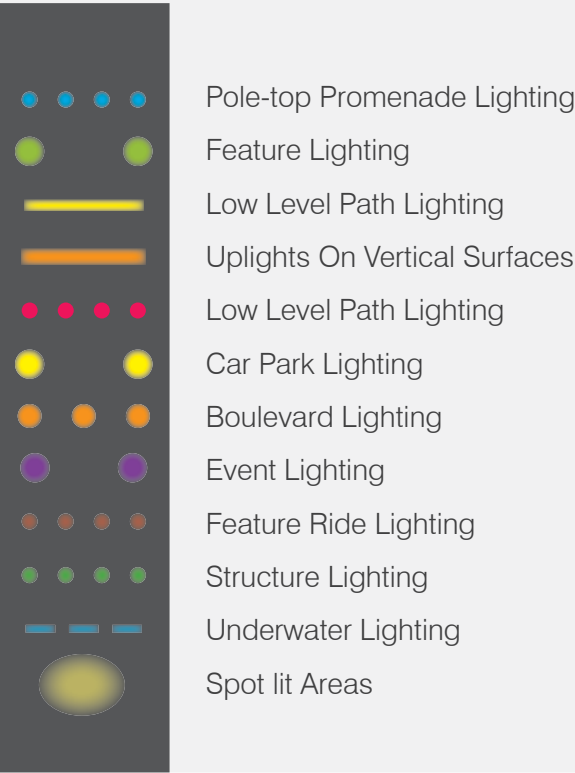 Pole-top Promenade Lighting
Feature Lighting
Low Level Path Lighting
Uplights On Vertical Surfaces
Low Level Path Lighting
Car Park Lighting
Boulevard Lighting
Event Lighting
Feature Ride Lighting
Structure Lighting
Underwater Lighting
Spot lit Areas